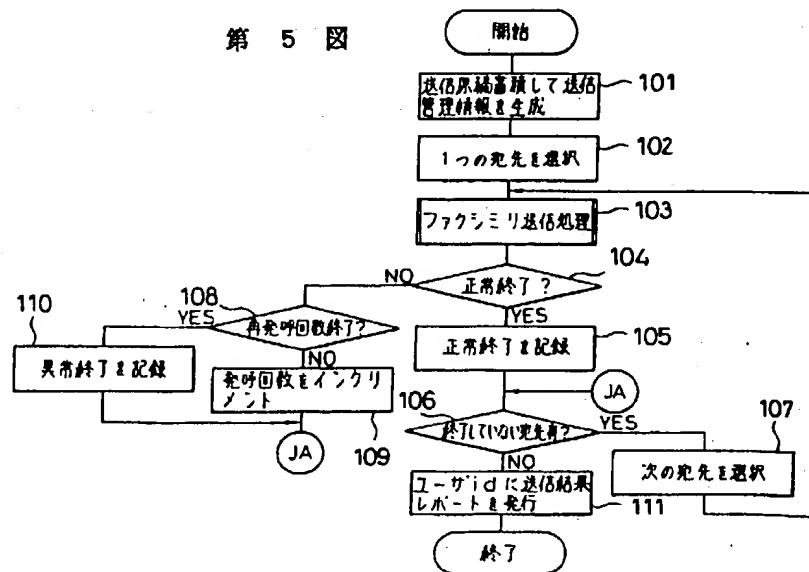 第 5 図
開始
送信原稿蓄積して送信
管理情報を生成
101
1つの宛先を選択
102
ファクシミリ送信処理
103
104
正常終了?
NO
YES
108
再発呼回数終了?
YES
NO
110
異常終了を記録
発呼回数をインクリ
メント
109
JA
正常終了を記録
105
JA
106
終了していない宛先有?
YES
NO
107
次の宛先を選択
ユーザidに送信結果
レポートを発行
111
終了